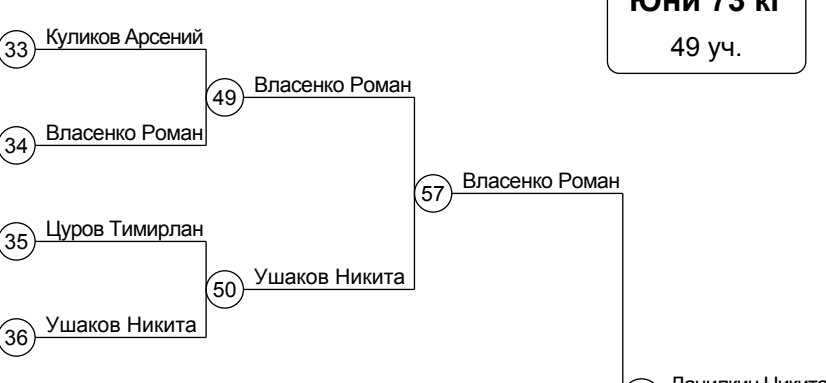 Юни 73 кг
49 уч.
33 Куликов Арсений
49 Власенко Роман
34 Власенко Роман
57 Власенко Роман
35 Цуров Тимирлан
50 Ушаков Никита
36 Ушаков Никита